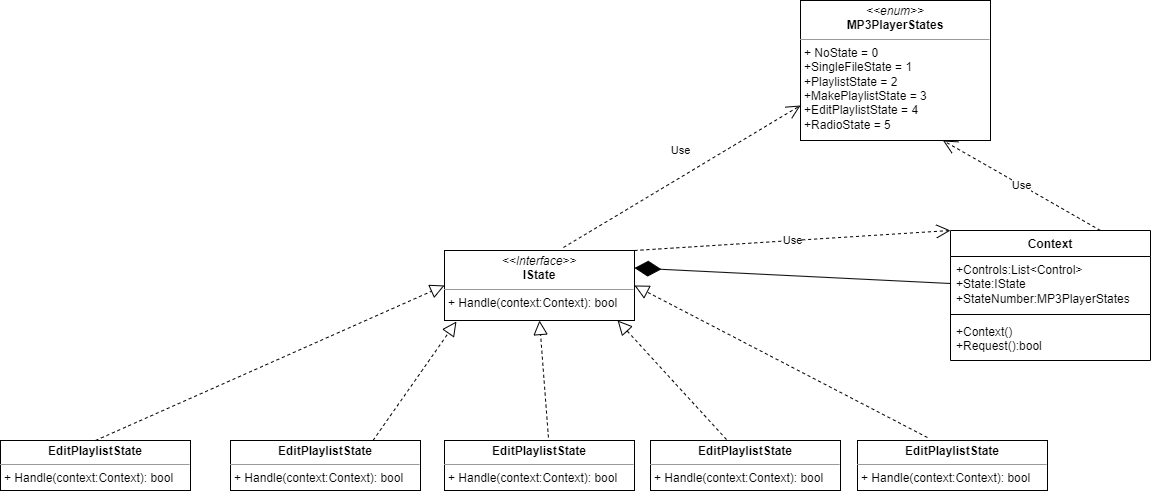 <<enum>>
MP3PlayerStates
+ NoState = 0
+SingleFileState = 1
+PlaylistState = 2
+MakePlaylistState = 3
+EditPlaylistState = 4
+RadioState = 5
Use
Use
Use
<<Interface>>
IState
+ Handle(context:Context): bool
Context
+Controls:List<Control>
+State:IState
+StateNumber:MP3PlayerStates
+Context()
+Request():bool
EditPlaylistState
+ Handle(context:Context): bool
EditPlaylistState
+ Handle(context:Context): bool
EditPlaylistState
+ Handle(context:Context): bool
EditPlaylistState
+ Handle(context:Context): bool
EditPlaylistState
+ Handle(context:Context): bool